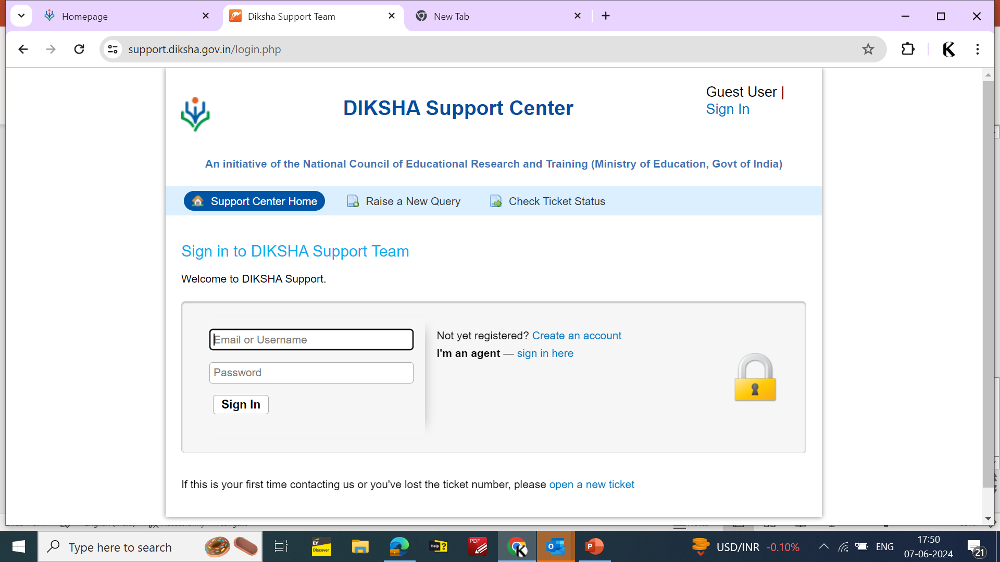 Homepage
Diksha Support Team
New Tab
support.diksha.gov.in/login.php
Guest User |
Sign In
DIKSHA Support Center
An initiative of the National Council of Educational Research and Training (Ministry of Education, Govt of India)
Support Center Home
Raise a New Query
Check Ticket Status
Sign in to DIKSHA Support Team
Welcome to DIKSHA Support.
Email or Username
Not yet registered? Create an account
I'm an agent — sign in here
Password
Sign In
If this is your first time contacting us or you've lost the ticket number, please open a new ticket
Type here to search
EY
Discover
Help ?
PDF
USD/INR -0.10%
ENG
17:50
07-06-2024
21